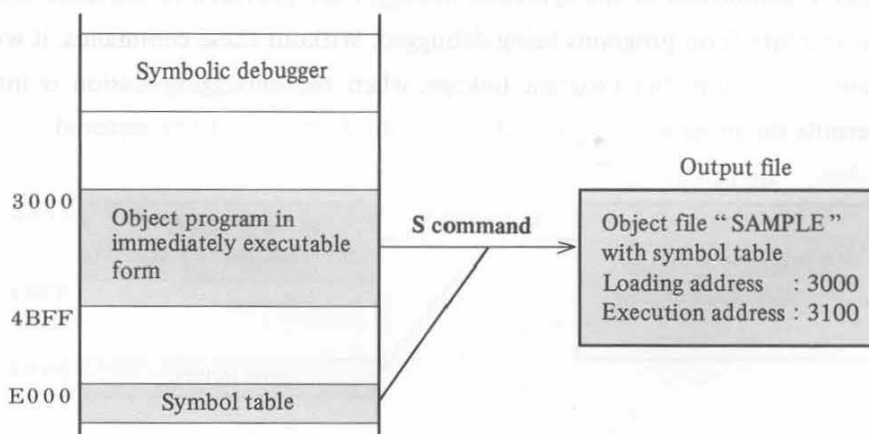 Symbolic debugger
Output file
3000
Object program in
immediately executable
form
S command
Object file “ SAMPLE ”
with symbol table
Loading address : 3000
Execution address : 3100
4BFF
E000
Symbol table